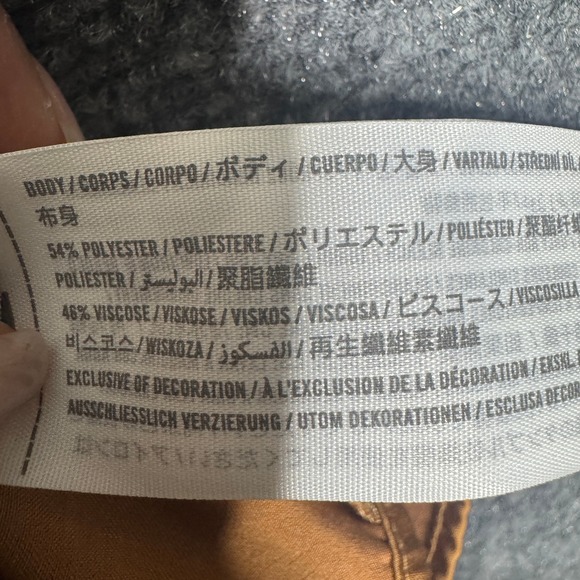 BODY / CORPS / CORPO / ボディ / CUERPO / 大身 / VARTALO / STŘEDNÍ DÍL /
布身
54% POLYESTER / POLIESTERE / ポリエステル / POLIÉSTER / 聚酯纤
POLIESTER / البوليستر / 聚脂纖維
46% VISCOSE / VISKOSE / VISKOS / VISCOSA / ビスコース / VISCOSILLA
비스코스 / WISKOZA / الفسكوز / 再生纖維素纖維
EXCLUSIVE OF DECORATION / À L'EXCLUSION DE LA DÉCORATION / EKSKL.
AUSSCHLIESSLICH VERZIERUNG / UTOM DEKORATIONEN / ESCLUSA DECOR